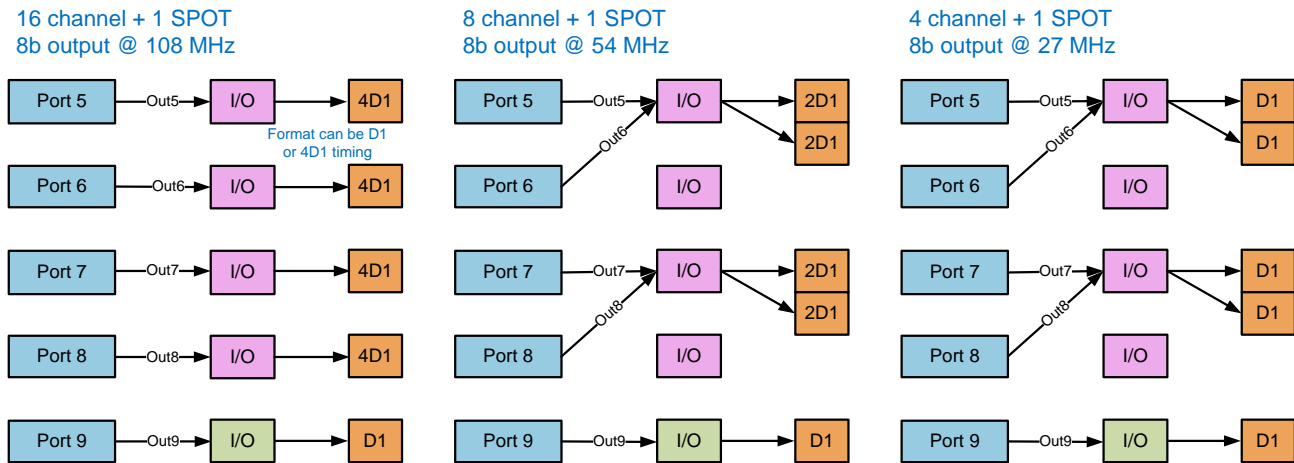 16 channel + 1 SPOT
8b output @ 108 MHz
Port 5
Out5
I/O
4D1
Format can be D1
or 4D1 timing
Port 6
Out6
I/O
4D1
Port 7
Out7
I/O
4D1
Port 8
Out8
I/O
4D1
Port 9
Out9
I/O
D1
8 channel + 1 SPOT
8b output @ 54 MHz
Port 5
Out5
I/O
2D1
2D1
Out6
Port 6
I/O
Port 7
Out7
I/O
2D1
2D1
Out8
Port 8
I/O
Port 9
Out9
I/O
D1
4 channel + 1 SPOT
8b output @ 27 MHz
Port 5
Out5
I/O
D1
D1
Out6
Port 6
I/O
Port 7
Out7
I/O
D1
D1
Out8
Port 8
I/O
Port 9
Out9
I/O
D1